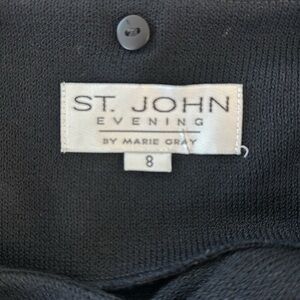 ST. JOHN
EVENING
BY MARIE GRAY
8